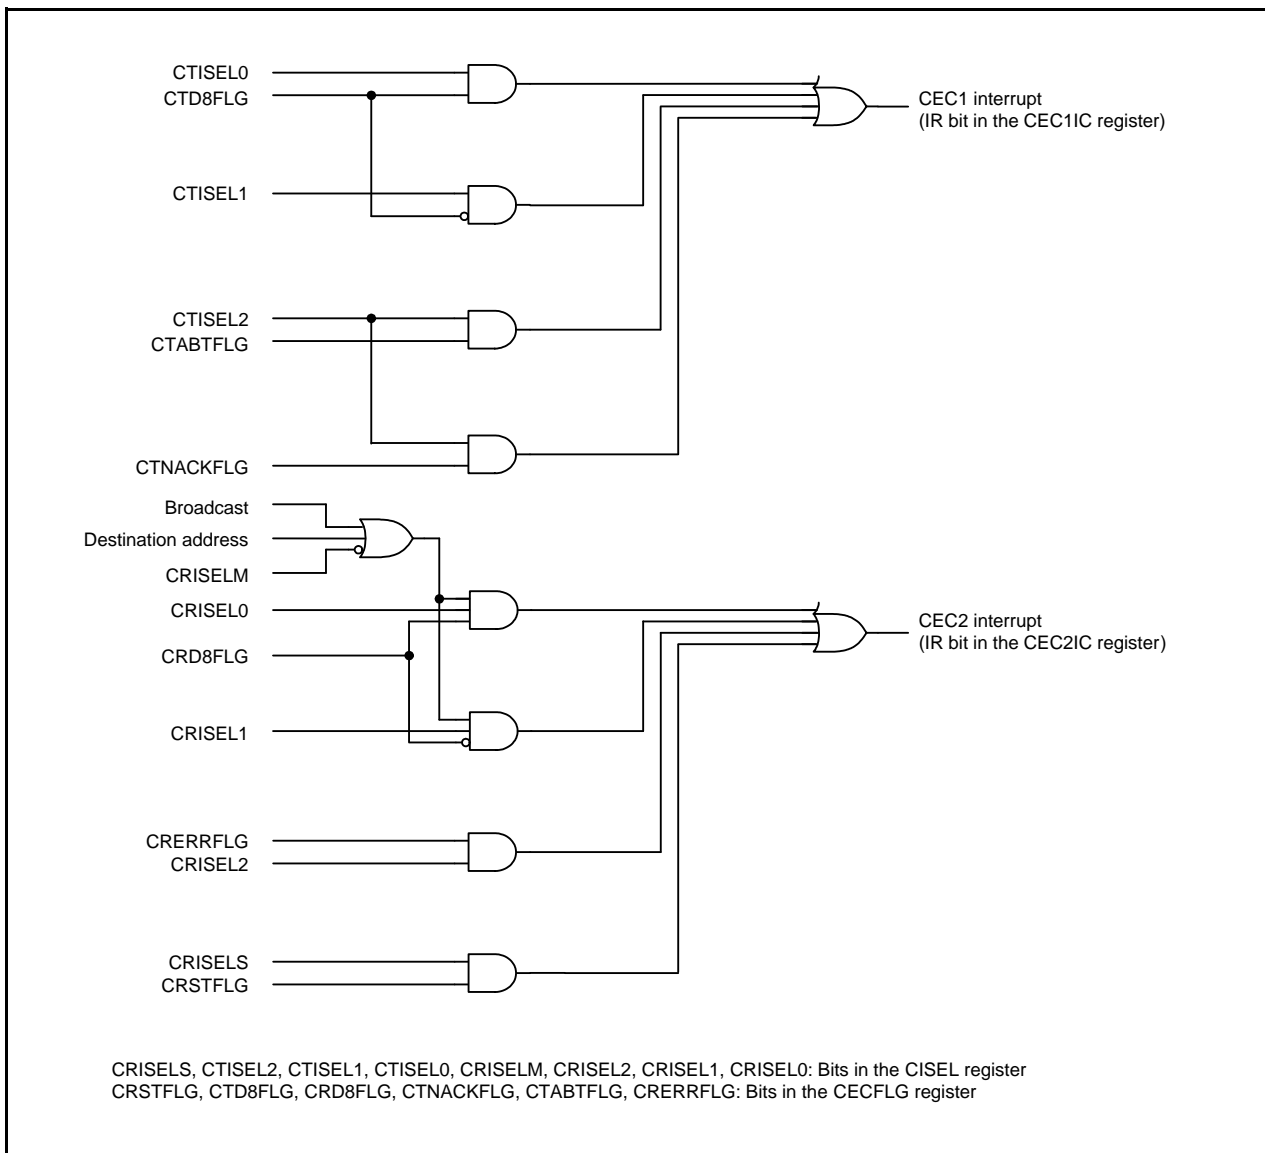 CTISEL0
CTD8FLG
CEC1 interrupt
(IR bit in the CEC1IC register)
CTISEL1
CTISEL2
CTABTFLG
CTNACKFLG
Broadcast
Destination address
CRISELM
CRISEL0
CEC2 interrupt
(IR bit in the CEC2IC register)
CRD8FLG
CRISEL1
CRERRFLG
CRISEL2
CRISELS
CRSTFLG
CRISELS, CTISEL2, CTISEL1, CTISEL0, CRISELM, CRISEL2, CRISEL1, CRISEL0: Bits in the CISEL register
CRSTFLG, CTD8FLG, CRD8FLG, CTNACKFLG, CTABTFLG, CRERRFLG: Bits in the CECFLG register